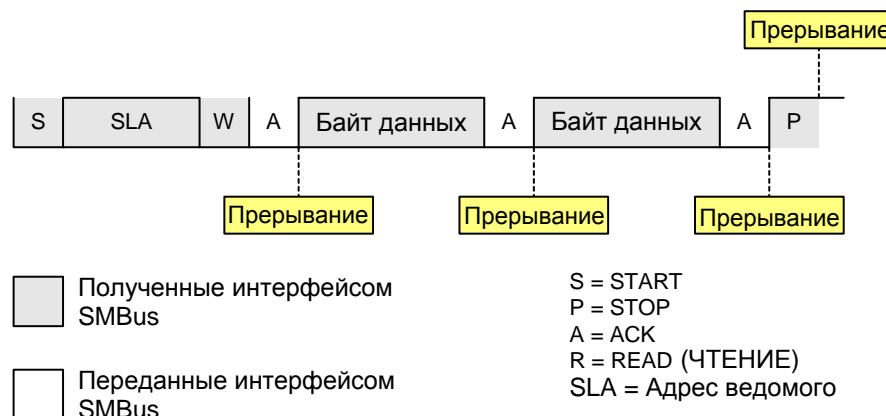 Прерывание
S SLA W A Байт данных A Байт данных A P
Прерывание Прерывание Прерывание
Полученные интерфейсом
SMBus
Переданные интерфейсом
SMBus
S = START
P = STOP
A = ACK
R = READ (ЧТЕНИЕ)
SLA = Адрес ведомого